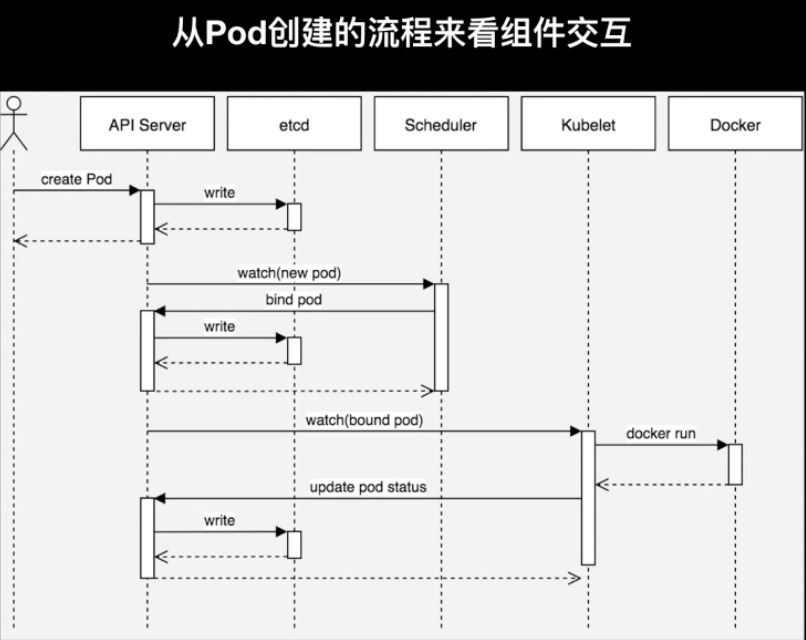 从Pod创建的流程来看组件交互
API Server
etcd
Scheduler
Kubelet
Docker
create Pod
write
watch(new pod)
bind pod
write
watch(bound pod)
docker run
update pod status
write